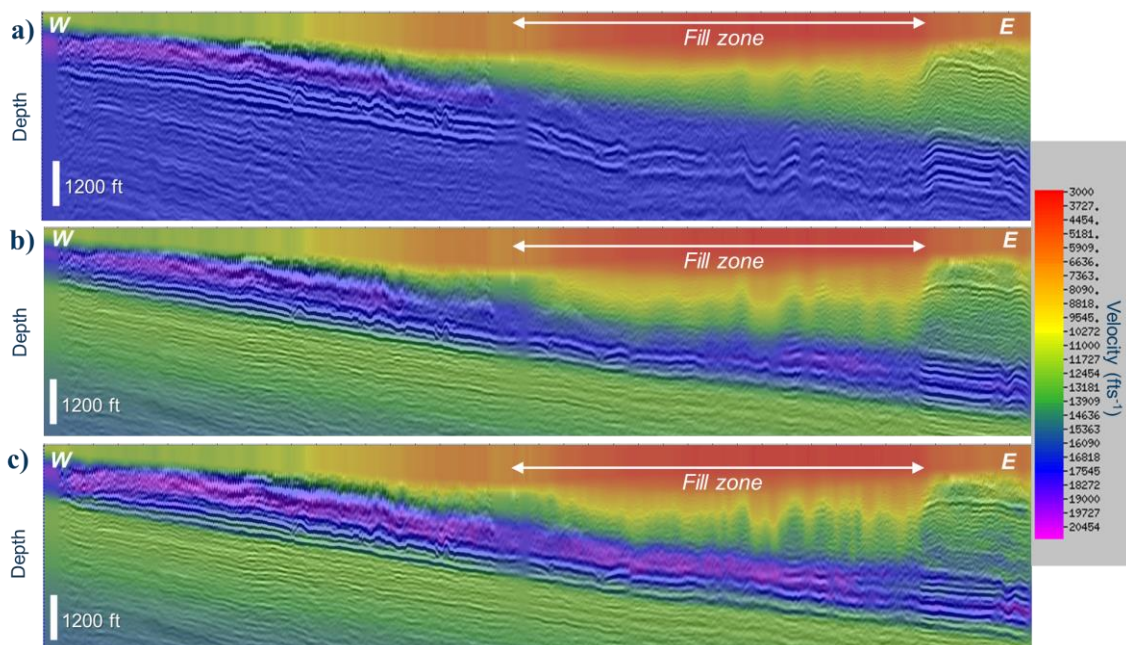 a)
W
E
Fill zone
Depth
1200 ft
b)
W
E
Fill zone
Depth
1200 ft
c)
W
E
Fill zone
Depth
1200 ft
3000
3727.
4454.
5181.
5909.
6636.
7363.
8090.
8818.
9545.
10272
11000
11727
12454
13181
13909
14636
15363
16090
16818
17545
18272
19000
19727
20454
Velocity (fts⁻¹)